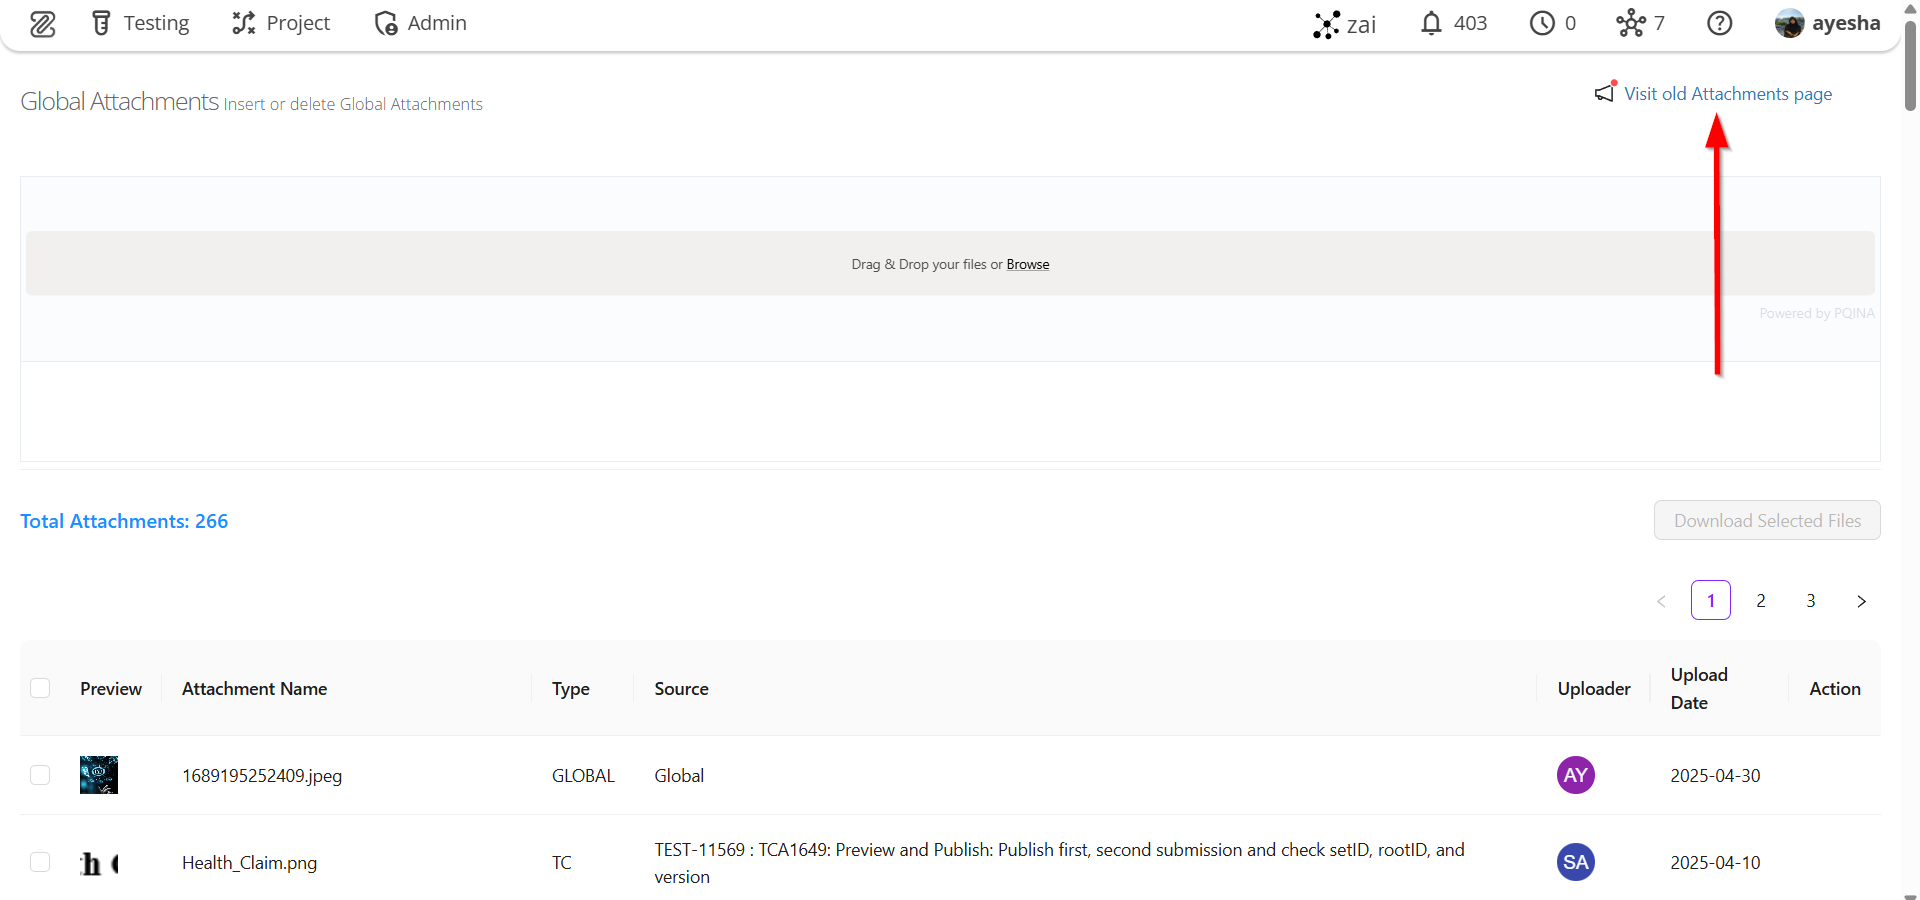 Testing Project Admin zai 403 0 7 ayesha
Global Attachments Insert or delete Global Attachments
Visit old Attachments page
Drag & Drop your files or Browse
Powered by PQINA
Total Attachments: 266
Download Selected Files
< 1 2 3 >
Preview Attachment Name Type Source Uploader Upload Date Action
1689195252409.jpeg GLOBAL Global AY 2025-04-30
Health_Claim.png TC TEST-11569 : TCA1649: Preview and Publish: Publish first, second submission and check setID, rootID, and
version SA 2025-04-10